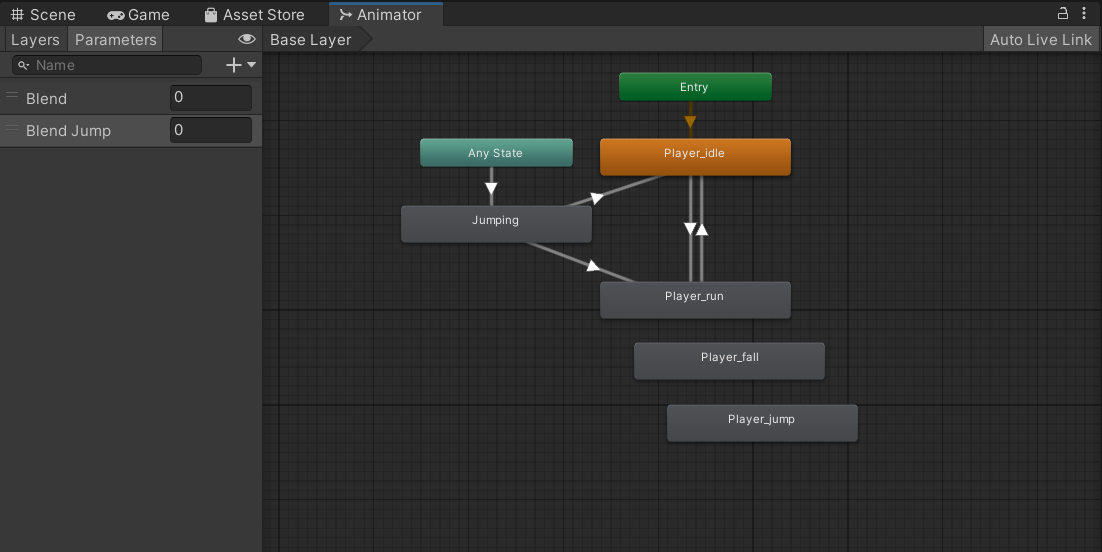 Scene Game Asset Store Animator
Layers Parameters Base Layer Auto Live Link
Name
Blend 0
Blend Jump 0
Entry
Any State
Player_idle
Jumping
Player_run
Player_fall
Player_jump